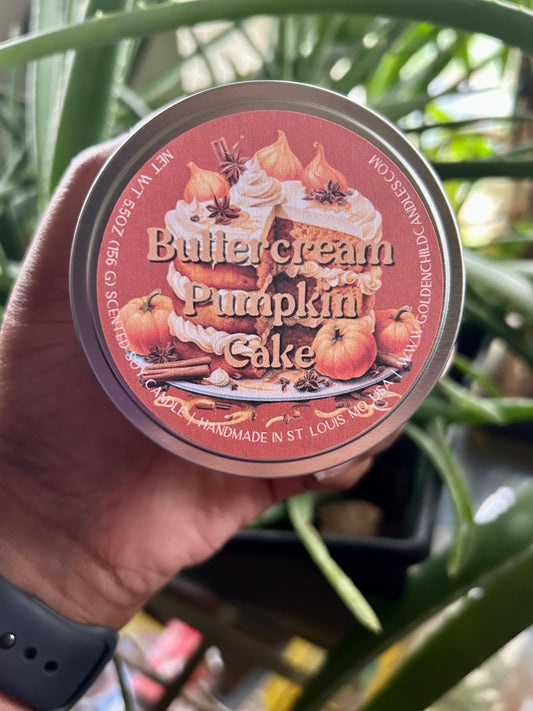 Buttercream
Pumpkin
Cake
NET WT 5.5OZ (156 G) SCENTED SOY CANDLE | HANDMADE IN ST. LOUIS, MO USA | WWW.GOLDENCHILDCANDLES.COM